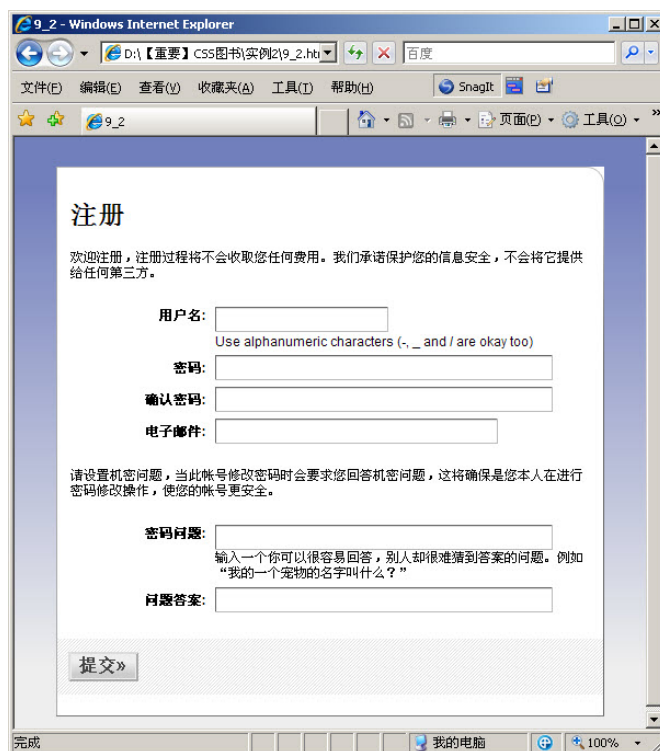 9_2 - Windows Internet Explorer
D:\【重要】CSS图书\实例2\9_2.ht
百度
文件(F) 编辑(E) 查看(V) 收藏夹(A) 工具(T) 帮助(H) SnagIt
9_2 页面(P) 工具(O)
注册
欢迎注册，注册过程将不会收取您任何费用。我们承诺保护您的信息安全，不会将它提供
给任何第三方。
用户名:
Use alphanumeric characters (-, _ and / are okay too)
密码:
确认密码:
电子邮件:
请设置机密问题，当此帐号修改密码时会要求您回答机密问题，这将确保是您本人在进行
密码修改操作，使您的帐号更安全。
密码问题:
输入一个你可以很容易回答，别人却很难猜到答案的问题。例如
“我的一个宠物的名字叫什么？”
问题答案:
提交»
完成 我的电脑 100%